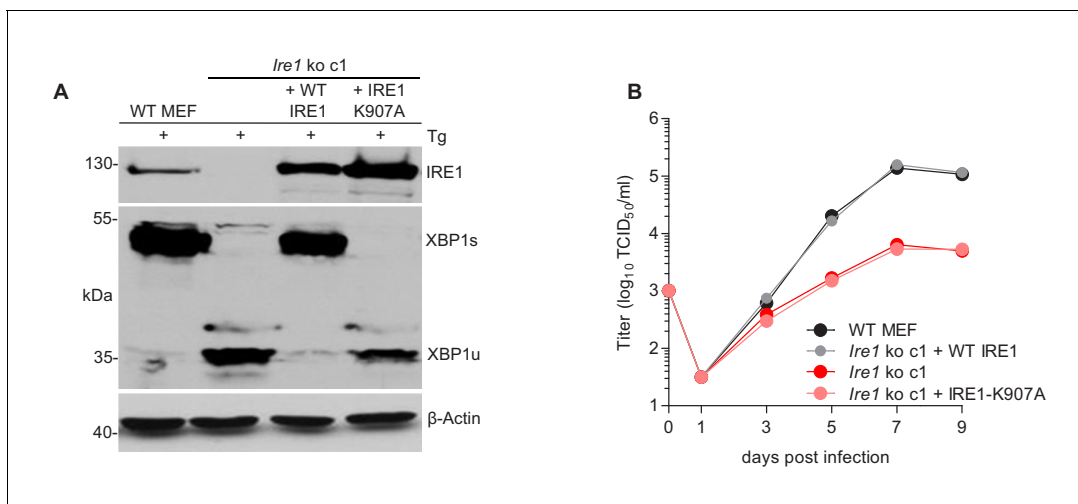 A
Ire1 ko c1
WT MEF
+ WT
IRE1
+ IRE1
K907A
+ + + + Tg
130-
IRE1
55-
XBP1s
kDa
35-
XBP1u
β-Actin
40-
B
Titer (log10 TCID50/ml)
5
4
3
2
1
WT MEF
Ire1 ko c1 + WT IRE1
Ire1 ko c1
Ire1 ko c1 + IRE1-K907A
0 1 3 5 7 9
days post infection